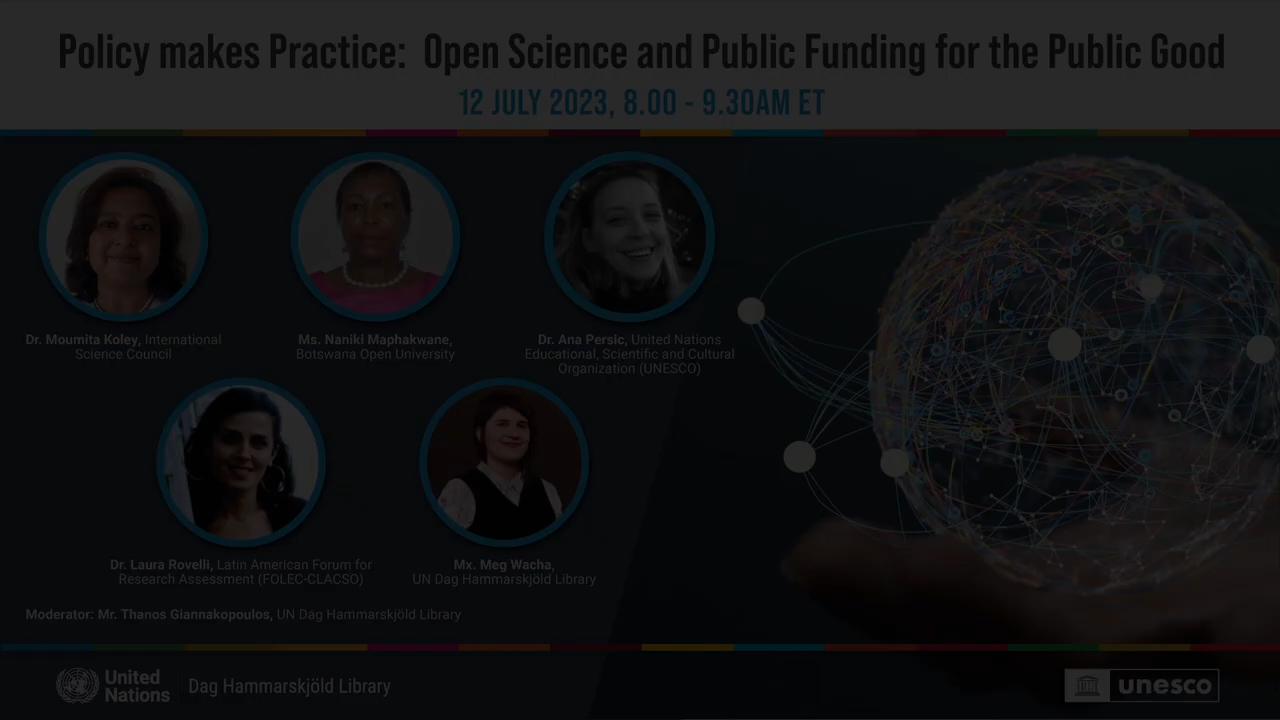 Policy makes Practice: Open Science and Public Funding for the Public Good
12 JULY 2023, 8.00 - 9.30AM ET
Dr. Moumita Koley, International
Science Council
Ms. Naniki Maphakwane,
Botswana Open University
Dr. Ana Persic, United Nations
Educational, Scientific and Cultural
Organization (UNESCO)
Dr. Laura Rovelli, Latin American Forum for
Research Assessment (FOLEC-CLACSO)
Mx. Meg Wacha,
UN Dag Hammarskjöld Library
Moderator: Mr. Thanos Giannakopoulos, UN Dag Hammarskjöld Library
United
Nations
Dag Hammarskjöld Library
unesco